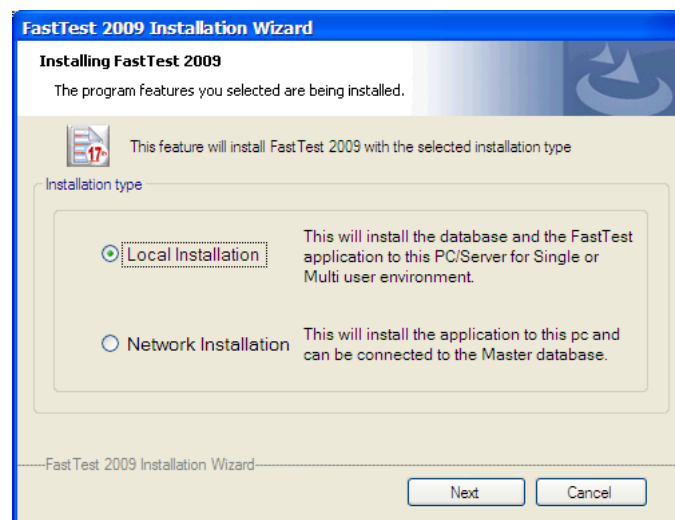 FastTest 2009 Installation Wizard
Installing FastTest 2009
The program features you selected are being installed.
17
This feature will install FastTest 2009 with the selected installation type
Installation type
Local Installation
This will install the database and the FastTest
application to this PC/Server for Single or
Multi user environment.
Network Installation
This will install the application to this pc and
can be connected to the Master database.
FastTest 2009 Installation Wizard
Next
Cancel